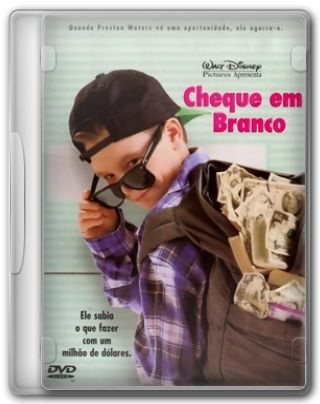 Quando Preston Waters vê uma oportunidade, ele agarra-a.
WALT DISNEY
Pictures Apresenta
Cheque em
Branco
Ele sabia
o que fazer
com um
milhão de dólares.
DVD
VIDEO